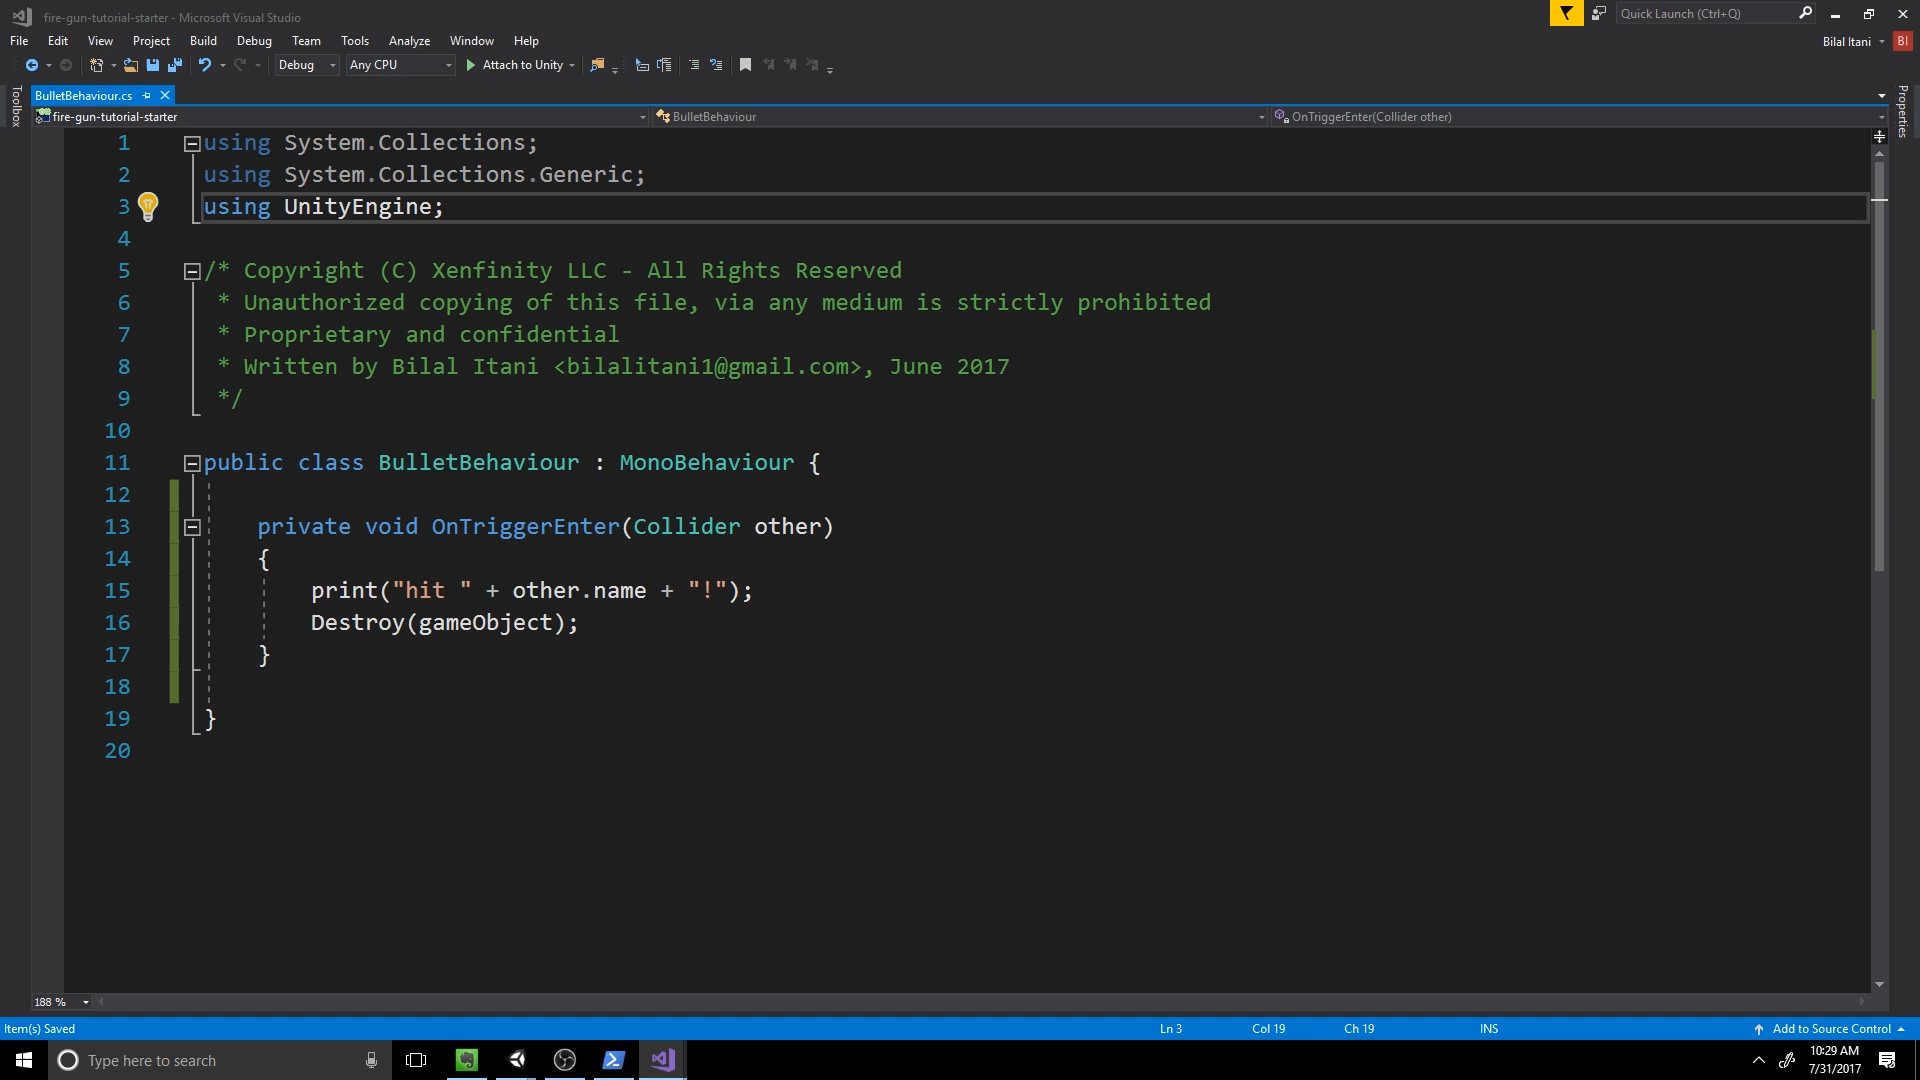 fire-gun-tutorial-starter - Microsoft Visual Studio
Quick Launch (Ctrl+Q)
File Edit View Project Build Debug Team Tools Analyze Window Help
Bilal Itani BI
Debug Any CPU Attach to Unity
Toolbox
BulletBehaviour.cs
Properties
fire-gun-tutorial-starter BulletBehaviour OnTriggerEnter(Collider other)
1 using System.Collections;
2 using System.Collections.Generic;
3 using UnityEngine;
4
5 /* Copyright (C) Xenfinity LLC - All Rights Reserved
6 * Unauthorized copying of this file, via any medium is strictly prohibited
7 * Proprietary and confidential
8 * Written by Bilal Itani <bilalitani1@gmail.com>, June 2017
9 */
10
11 public class BulletBehaviour : MonoBehaviour {
12
13 private void OnTriggerEnter(Collider other)
14 {
15 print("hit " + other.name + "!");
16 Destroy(gameObject);
17 }
18
19 }
20
188 %
Item(s) Saved Ln 3 Col 19 Ch 19 INS Add to Source Control
Type here to search
10:29 AM
7/31/2017